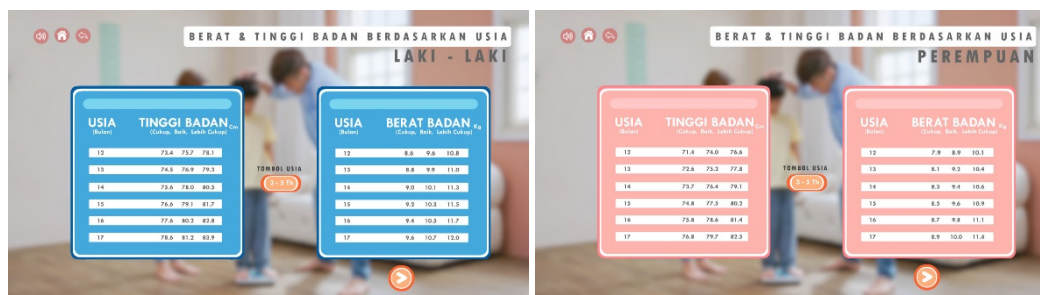 BERAT & TINGGI BADAN BERDASARKAN USIA
LAKI - LAKI
USIA
(Bulan)
TINGGI BADAN Cm
(Cukup, Baik, Lebih Cukup)
12 73.4 75.7 78.1
13 74.5 76.9 79.3
14 75.6 78.0 80.5
15 76.6 79.1 81.7
16 77.6 80.2 82.8
17 78.6 81.2 83.9
TOMBOL USIA
2 - 5 Th
USIA
(Bulan)
BERAT BADAN Kg
(Cukup, Baik, Lebih Cukup)
12 8.6 9.6 10.8
13 8.8 9.9 11.0
14 9.0 10.1 11.3
15 9.2 10.3 11.5
16 9.4 10.5 11.7
17 9.6 10.7 12.0
BERAT & TINGGI BADAN BERDASARKAN USIA
PEREMPUAN
USIA
(Bulan)
TINGGI BADAN Cm
(Cukup, Baik, Lebih Cukup)
12 71.4 74.0 76.6
13 72.6 75.2 77.8
14 73.7 76.4 79.1
15 74.8 77.5 80.2
16 75.8 78.6 81.4
17 76.8 79.7 82.5
TOMBOL USIA
2 - 5 Th
USIA
(Bulan)
BERAT BADAN Kg
(Cukup, Baik, Lebih Cukup)
12 7.9 8.9 10.1
13 8.1 9.2 10.4
14 8.3 9.4 10.6
15 8.5 9.6 10.9
16 8.7 9.8 11.1
17 8.9 10.0 11.4